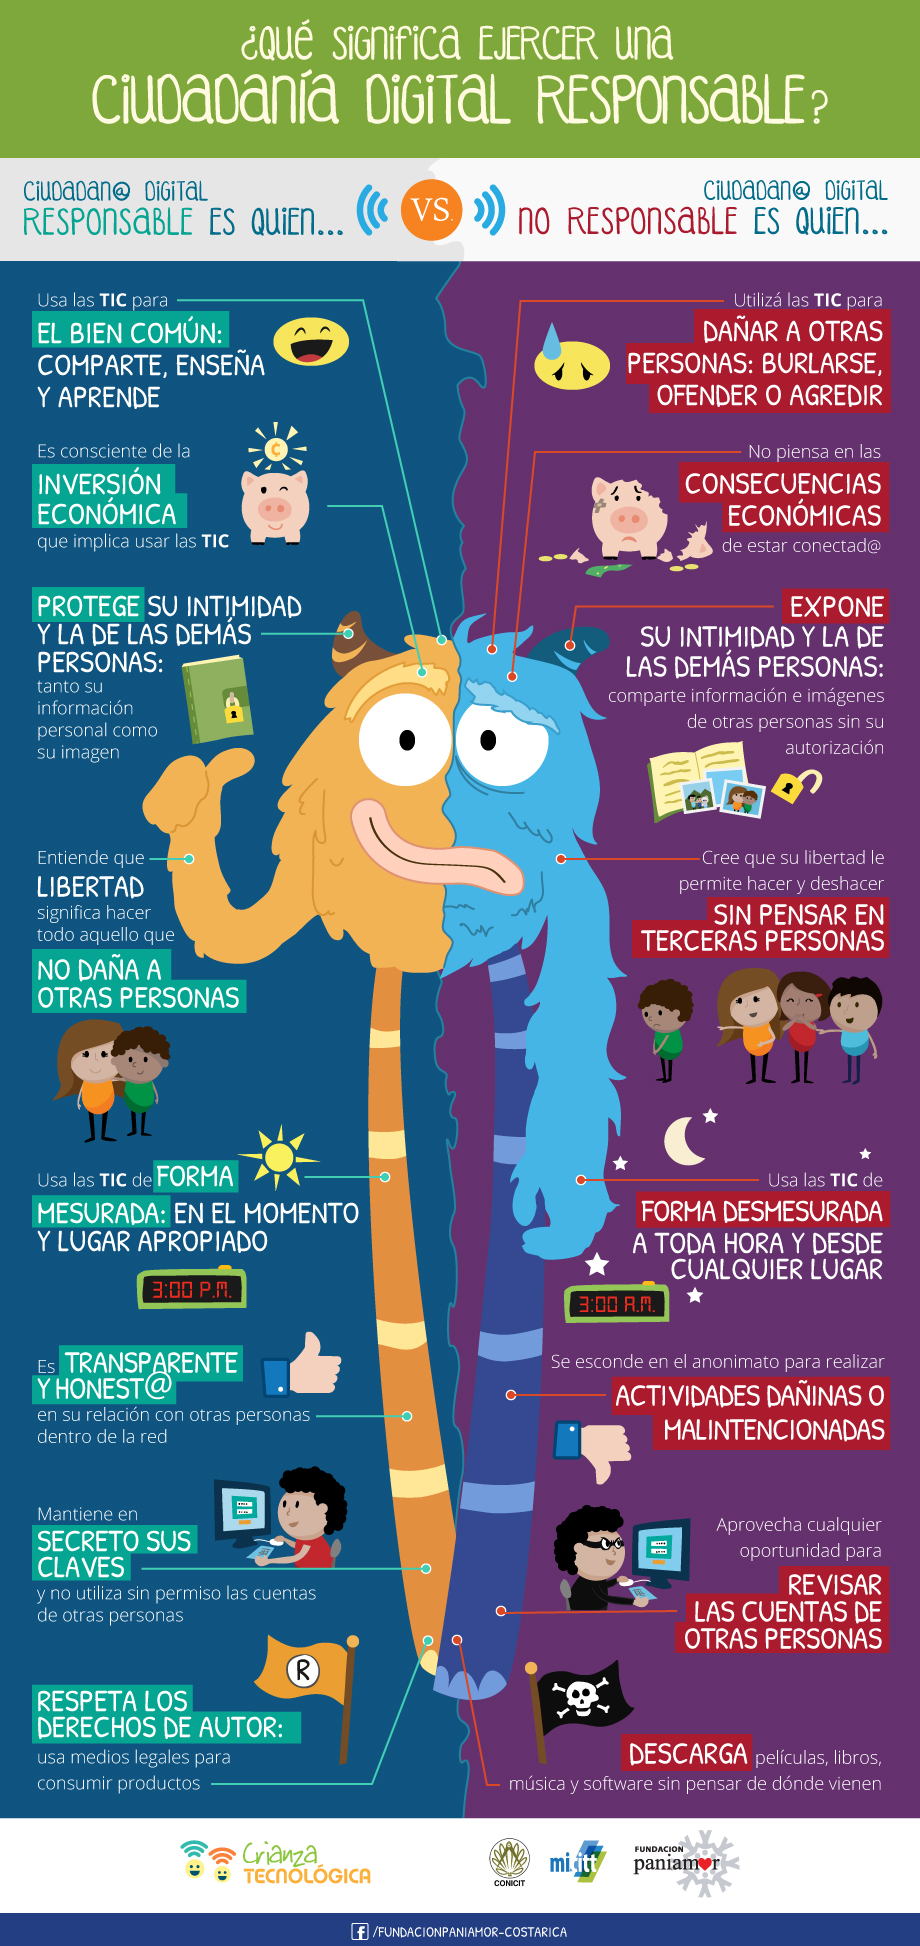 ¿Qué significa EJERCER una
Ciudadanía Digital RESPONSABLE?
Ciudadan@ Digital
RESPONSABLE ES QUIEN...
VS.
Ciudadan@ Digital
NO RESPONSABLE ES QUIEN...
Usa las TIC para
EL BIEN COMÚN:
COMPARTE, ENSEÑA
Y APRENDE
Utilizá las TIC para
DAÑAR A OTRAS
PERSONAS: BURLARSE,
OFENDER O AGREDIR
Es consciente de la
INVERSIÓN
ECONÓMICA
que implica usar las TIC
No piensa en las
CONSECUENCIAS
ECONÓMICAS
de estar conectad@
PROTEGE SU INTIMIDAD
Y LA DE LAS DEMÁS
PERSONAS:
tanto su
información
personal como
su imagen
EXPONE
SU INTIMIDAD Y LA DE
LAS DEMÁS PERSONAS:
comparte información e imágenes
de otras personas sin su
autorización
Entiende que
LIBERTAD
significa hacer
todo aquello que
NO DAÑA A
OTRAS PERSONAS
Cree que su libertad le
permite hacer y deshacer
SIN PENSAR EN
TERCERAS PERSONAS
Usa las TIC de FORMA
MESURADA: EN EL MOMENTO
Y LUGAR APROPIADO
3:00 P.M.
Usa las TIC de
FORMA DESMESURADA
A TODA HORA Y DESDE
CUALQUIER LUGAR
3:00 A.M.
Es TRANSPARENTE
Y HONEST@
en su relación con otras personas
dentro de la red
Se esconde en el anonimato para realizar
ACTIVIDADES DAÑINAS O
MALINTENCIONADAS
Mantiene en
SECRETO SUS
CLAVES
y no utiliza sin permiso las cuentas
de otras personas
Aprovecha cualquier
oportunidad para
REVISAR
LAS CUENTAS DE
OTRAS PERSONAS
R
RESPETA LOS
DERECHOS DE AUTOR:
usa medios legales para
consumir productos
DESCARGA películas, libros,
música y software sin pensar de dónde vienen
Crianza
TECNOLÓGICA
CONICIT
micitt
FUNDACION
paniamor
f /FUNDACIONPANIAMOR-COSTARICA